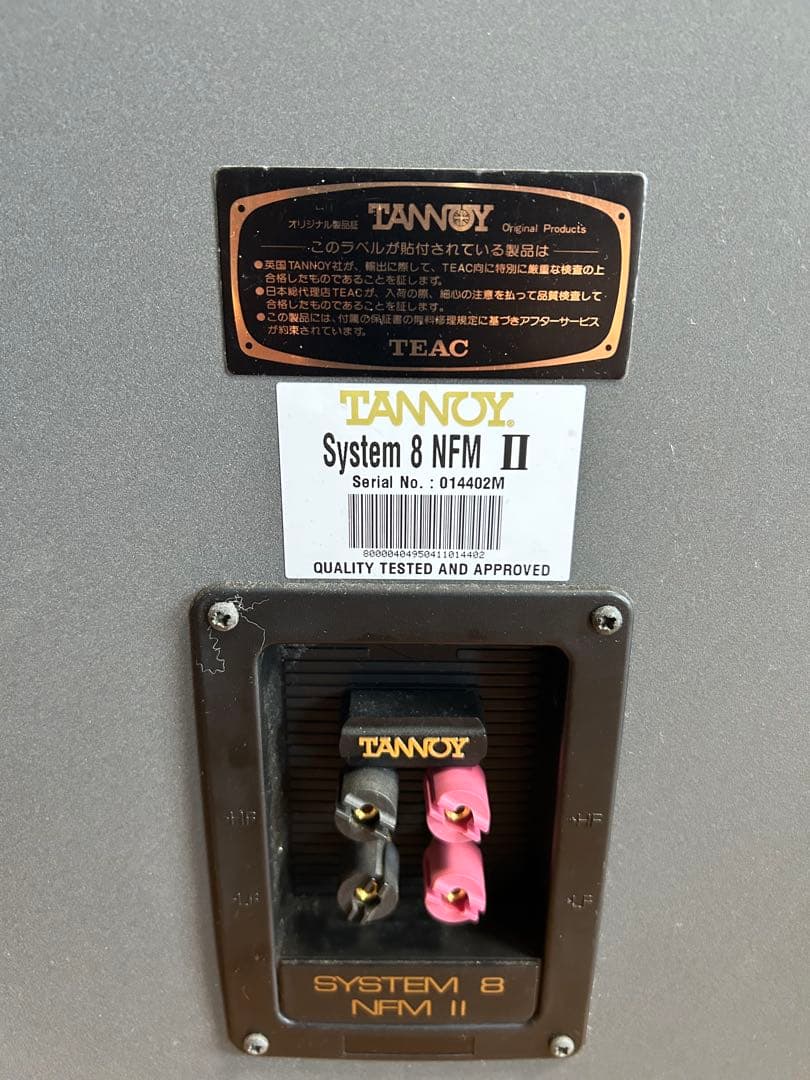 オリジナル製品証 TANNOY Original Products
このラベルが貼付されている製品は
●英国TANNOY社が、輸出に際して、TEAC向に特別に厳重な検査の上
合格したものであることを証します。
●日本総代理店TEACが、入荷の際、細心の注意を払って品質検査して
合格したものであることを証します。
●この製品には、付属の保証書の無料修理規定に基づきアフターサービス
が約束されています。
TEAC
TANNOY®
System 8 NFM II
Serial No. : 014402M
80000404950411014402
QUALITY TESTED AND APPROVED
TANNOY
HF HF
LF LF
SYSTEM 8
NFM II